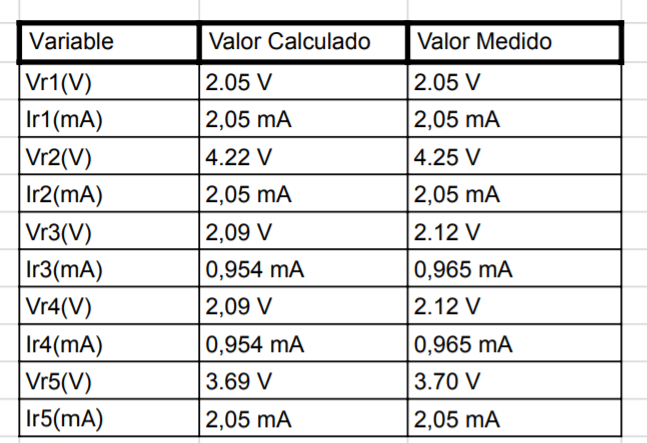 Variable Valor Calculado Valor Medido
Vr1(V) 2.05 V 2.05 V
Ir1(mA) 2,05 mA 2,05 mA
Vr2(V) 4.22 V 4.25 V
Ir2(mA) 2,05 mA 2,05 mA
Vr3(V) 2,09 V 2.12 V
Ir3(mA) 0,954 mA 0,965 mA
Vr4(V) 2,09 V 2.12 V
Ir4(mA) 0,954 mA 0,965 mA
Vr5(V) 3.69 V 3.70 V
Ir5(mA) 2,05 mA 2,05 mA